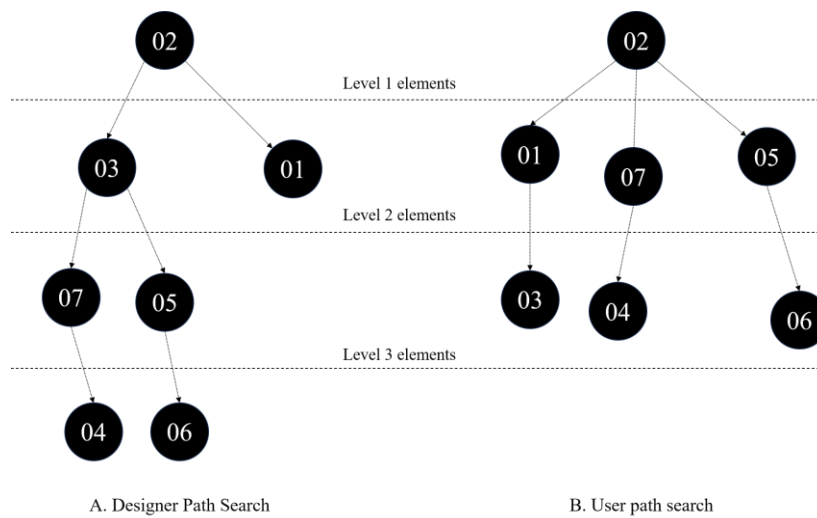 02
02
Level 1 elements
03
01
01
07
05
Level 2 elements
07
05
03
04
06
Level 3 elements
04
06
A. Designer Path Search
B. User path search